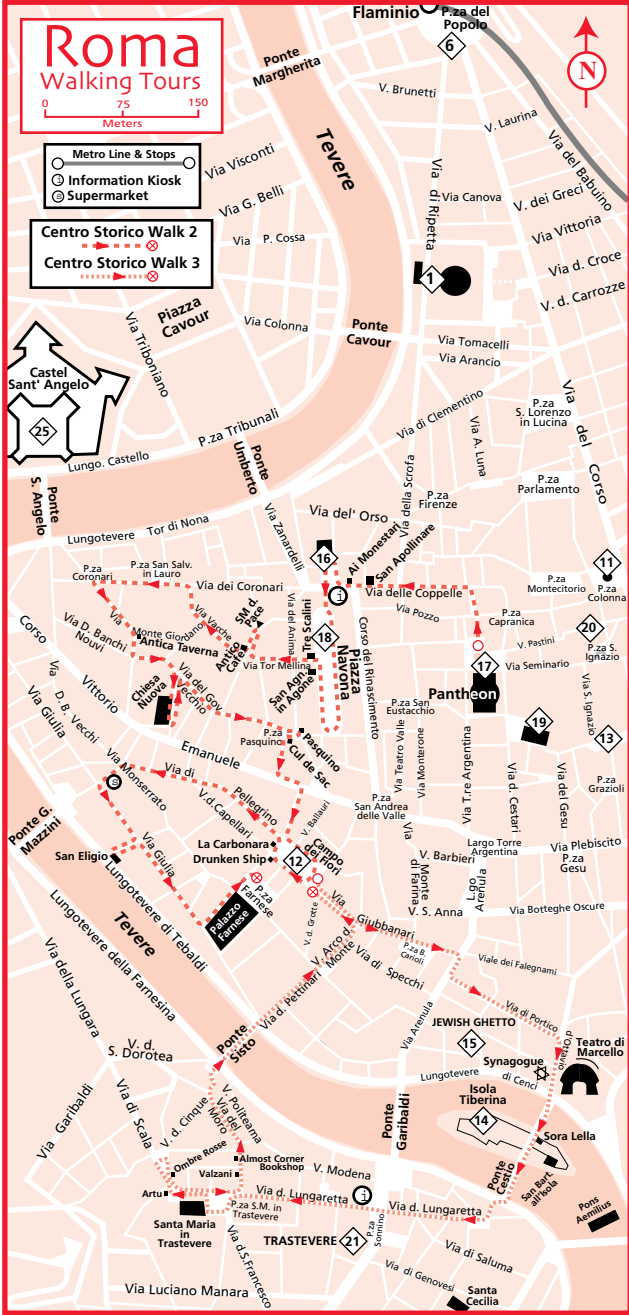 Roma
Walking Tours
0 75 150
Meters
Metro Line & Stops
i Information Kiosk
s Supermarket
Centro Storico Walk 2
Centro Storico Walk 3
N
Flaminio
P.za del
Popolo
6
Ponte
Margherita
V. Brunetti
V. Laurina
Via del Babuino
Tevere
Via Visconti
Via G. Belli
Via P. Cossa
Via di Ripetta
Via Canova
V. dei Greci
Via Vittoria
Via d. Croce
V. d. Carrozze
1
Piazza
Cavour
Via Triboniano
Via Colonna
Ponte
Cavour
Via Tomacelli
Via Arancio
Castel
Sant' Angelo
25
P.za Tribunali
Lungo. Castello
Ponte
S. Angelo
Ponte
Umberto
Via di Clementino
Via A. Luna
P.za
S. Lorenzo
in Lucina
Via del Corso
Via della Scrofa
P.za
Firenze
P.za
Parlamento
Lungotevere Tor di Nona
Via Zanardelli
Via del' Orso
16
Ai Monestari
San Apollinare
i
Via delle Coppelle
Via Pozzo
11
P.za
Colonna
P.za
Montecitorio
P.za
Capranica
20
P.za S.
Ignazio
V. Pastini
Via Seminario
17
Pantheon
P.za
Coronari
P.za San Salv.
in Lauro
Via dei Coronari
Via Vacche
SM d.
Pace
Via del Anima
Tre Scalini
18
Piazza
Navona
Corso del Rinascimento
Via
Monte Giordano
Antica Taverna
Antico
Cafe
Via Tor Mellina
San Agn.
in Agone
Via D. Banchi
Nouvi
Corso
Vittorio
Emanuele
Via
D. B. Vecchi
Via Giulia
Chiesa
Nuova
Via del Gov.
Vecchio
P.za
Pasquino
Pasquino
Cul de Sac
P.za San
Eustacchio
Via Teatro Valle
Via Monterone
Via T.re Argentina
19
Via d. Cestari
Via del Gesu
Via S. Ignazio
13
P.za
Grazioli
Via Monserrato
s
Via di
Pellegrino
V.d.Capellari
V. Ballauri
P.za
San Andrea
delle Valle
Largo Torre
Argentina
Via Plebiscito
P.za
Gesu
Ponte G.
Mazzini
San Eligio
Via Giulia
La Carbonara
Drunken Ship
12
Campo
dei Fiori
P.za
Farnese
Palazzo
Farnese
V. Barbieri
Via
Monte
di Farina
L.go
Arenula
V. S. Anna
Via Botteghe Oscure
Lungotevere di Tebaldi
Tevere
Lungotevere della Farnesina
V. d. Grotte
V. Arco d.
Monte
Via d. Pettinari
Via
Giubbanari
P.za B.
Carioli
Via di Specchi
Viale dei Falegnami
Via di Portico
d'Ottavio
Via Arenula
JEWISH GHETTO
15
Synagogue
Teatro di
Marcello
Via della Lungara
V. d.
S. Dorotea
Ponte
Sisto
Lungotevere di Cenci
Isola
Tiberina
14
Sora Lella
San Bart.
all'Isola
Ponte
Cestio
Pons
Aemilius
Ponte
Garibaldi
Via Garibaldi
Via di Scala
V. d. Cinque
V. Politeama
Via del
Moro
Ombre Rosse
Almost Corner
Bookshop
Valzani
Artu
V. Modena
i
Via d. Lungaretta
Via d. Lungaretta
P.za S.M. in
Trastevere
Santa Maria
in
Trastevere
TRASTEVERE
21
P.za
Sonnino
Via d.S.Francesco
Via di Saluma
Via di Genovesi
Santa
Cecilia
Via Luciano Manara